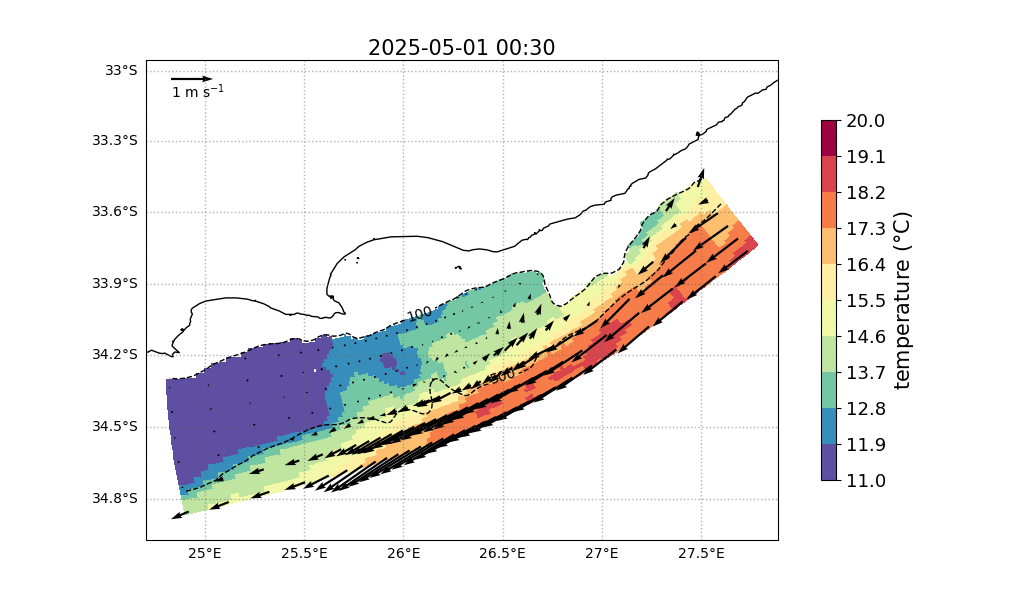 2025-05-01 00:30
33°S
33.3°S
33.6°S
33.9°S
34.2°S
34.5°S
34.8°S
1 m s⁻¹
100
500
25°E
25.5°E
26°E
26.5°E
27°E
27.5°E
20.0
19.1
18.2
17.3
16.4
15.5
14.6
13.7
12.8
11.9
11.0
temperature (°C)